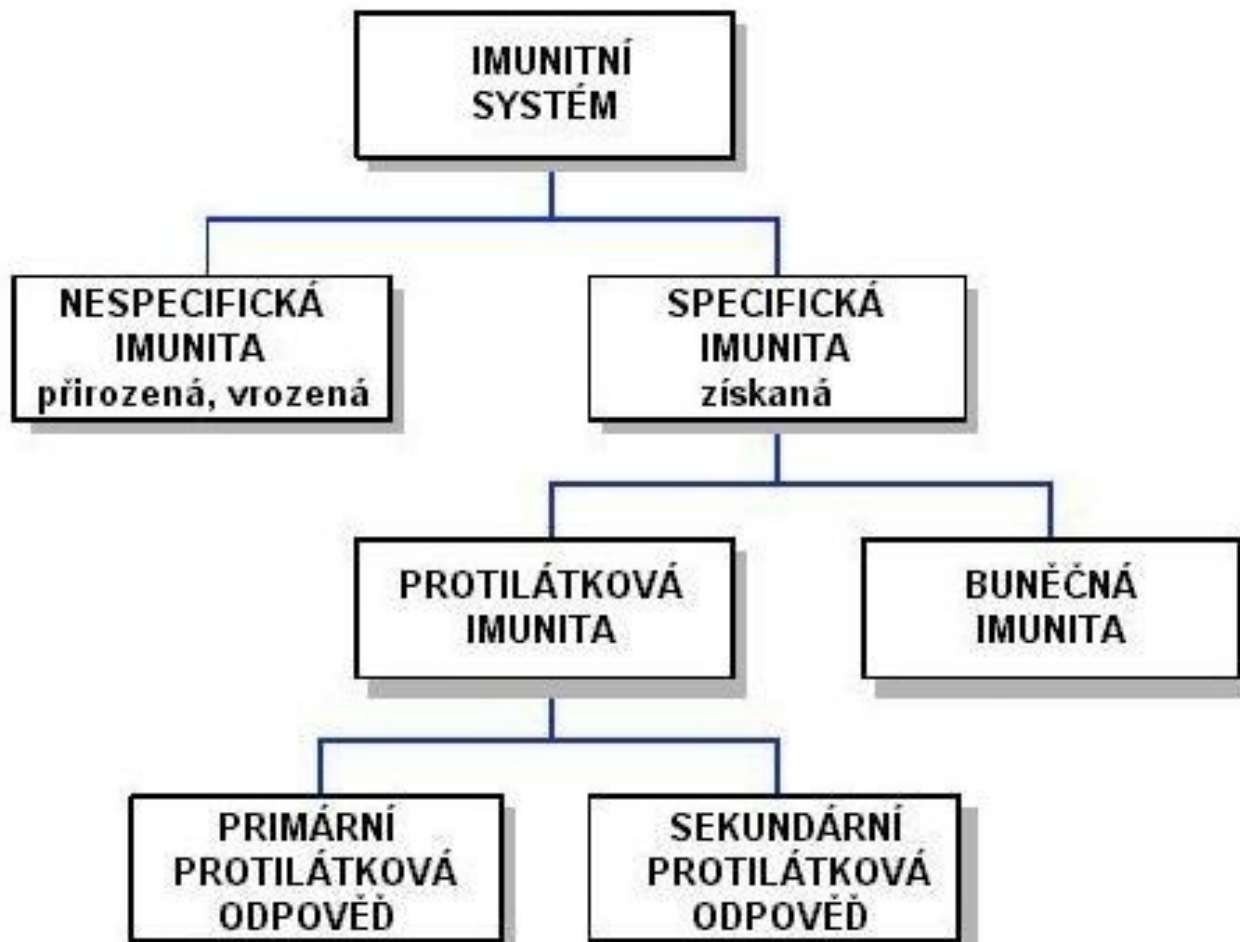 IMUNITNÍ
SYSTÉM
NESPECIFICKÁ
IMUNITA
přirozená, vrozená
SPECIFICKÁ
IMUNITA
získaná
PROTILÁTKOVÁ
IMUNITA
BUNĚČNÁ
IMUNITA
PRIMÁRNÍ
PROTILÁTKOVÁ
ODPOVĚĎ
SEKUNDÁRNÍ
PROTILÁTKOVÁ
ODPOVĚĎ